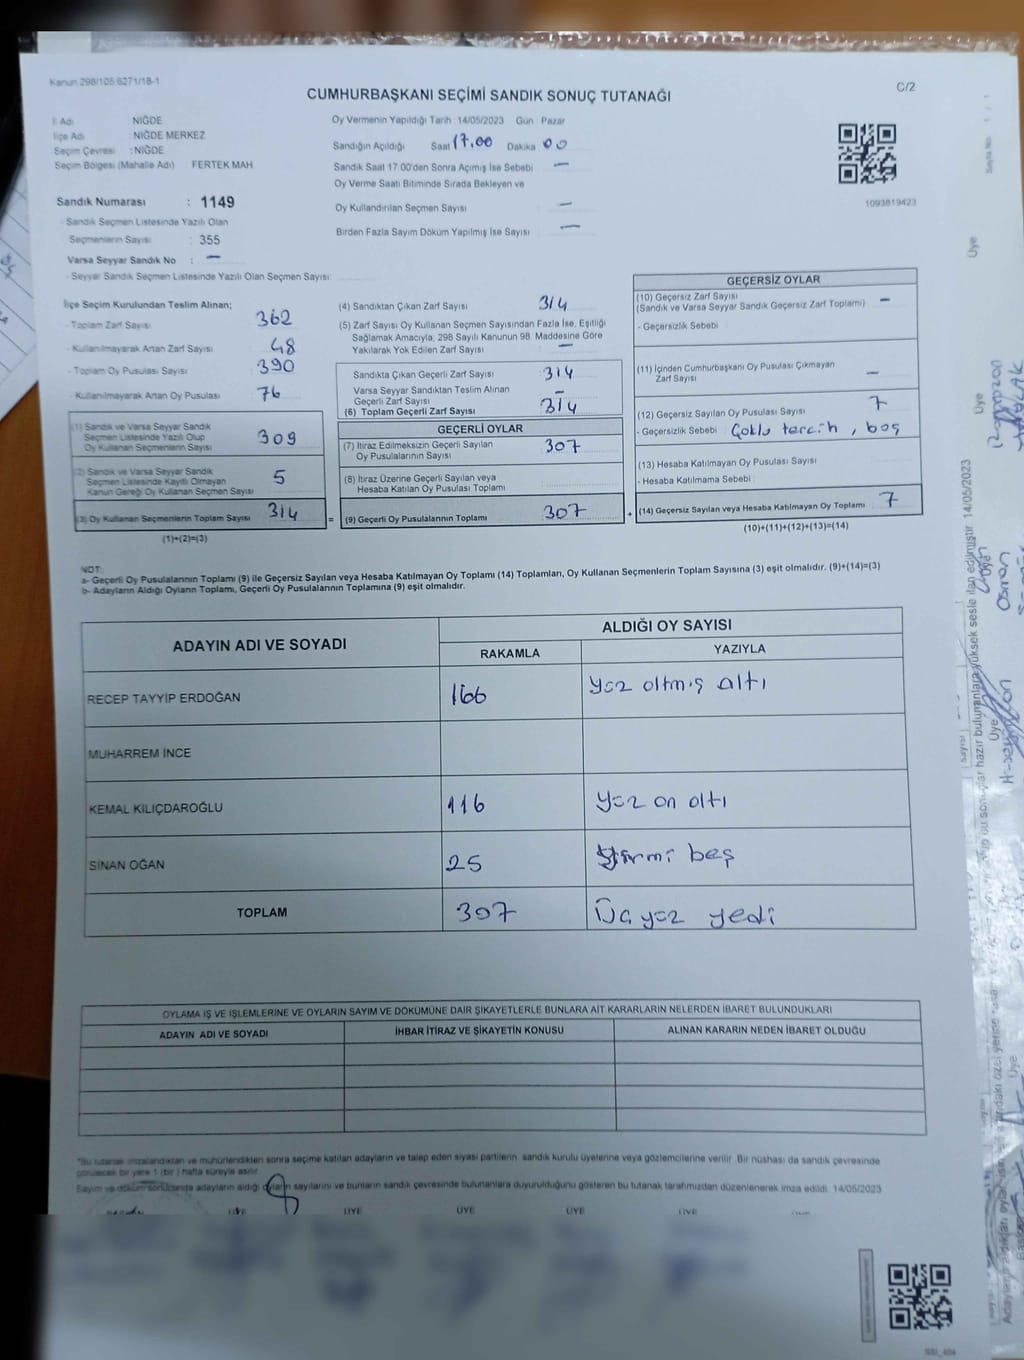 Kanun 298/105 6271/18-1
C/2
CUMHURBAŞKANI SEÇİMİ SANDIK SONUÇ TUTANAĞI
İl Adı : NİĞDE
İlçe Adı : NİĞDE MERKEZ
Seçim Çevresi : NİĞDE
Seçim Bölgesi (Mahalle Adı) FERTEK MAH.
Sandık Numarası : 1149
- Sandık Seçmen Listesinde Yazılı Olan
Seçmenlerin Sayısı : 355
Varsa Seyyar Sandık No : —
- Seyyar Sandık Seçmen Listesinde Yazılı Olan Seçmen Sayısı:
Oy Vermenin Yapıldığı Tarih : 14/05/2023 Gün Pazar
Sandığın Açıldığı Saat 17.00 Dakika 00
Sandık Saat 17:00'den Sonra Açımış İse Sebebi —
Oy Verme Saati Bitiminde Sırada Bekleyen ve
Oy Kullandırılan Seçmen Sayısı —
Birden Fazla Sayım Döküm Yapılmış İse Sayısı —
1093819423
İlçe Seçim Kurulundan Teslim Alınan;
- Toplam Zarf Sayısı 362
- Kullanılmayarak Artan Zarf Sayısı 48
- Toplam Oy Pusulası Sayısı 390
- Kullanılmayarak Artan Oy Pusulası 76
(1) Sandık ve Varsa Seyyar Sandık
Seçmen Listesinde Yazılı Olup
Oy Kullanan Seçmenlerin Sayısı 309
(2) Sandık ve Varsa Seyyar Sandık
Seçmen Listesinde Kayıtlı Olmayan
Kanun Gereği Oy Kullanan Seçmen Sayısı 5
(3) Oy Kullanan Seçmenlerin Toplam Sayısı 314
(1)+(2)=(3)
(4) Sandıktan Çıkan Zarf Sayısı 314
(5) Zarf Sayısı Oy Kullanan Seçmen Sayısından Fazla İse, Eşitliği
Sağlamak Amacıyla; 298 Sayılı Kanunun 98. Maddesine Göre
Yakılarak Yok Edilen Zarf Sayısı —
Sandıkta Çıkan Geçerli Zarf Sayısı 314
Varsa Seyyar Sandıktan Teslim Alınan
Geçerli Zarf Sayısı —
(6) Toplam Geçerli Zarf Sayısı 314
GEÇERLİ OYLAR
(7) İtiraz Edilmeksizin Geçerli Sayılan
Oy Pusulalarının Sayısı 307
(8) İtiraz Üzerine Geçerli Sayılan veya
Hesaba Katılan Oy Pusulası Toplamı
= (9) Geçerli Oy Pusulalarının Toplamı 307
GEÇERSİZ OYLAR
(10) Geçersiz Zarf Sayısı
(Sandık ve Varsa Seyyar Sandık Geçersiz Zarf Toplamı) —
- Geçersizlik Sebebi
(11) İçinden Cumhurbaşkanı Oy Pusulası Çıkmayan
Zarf Sayısı —
(12) Geçersiz Sayılan Oy Pusulası Sayısı 7
- Geçersizlik Sebebi Çoklu tercih , boş
(13) Hesaba Katılmayan Oy Pusulası Sayısı
- Hesaba Katılmama Sebebi
+ (14) Geçersiz Sayılan veya Hesaba Katılmayan Oy Toplamı 7
(10)+(11)+(12)+(13)=(14)
NOT:
a- Geçerli Oy Pusulalarının Toplamı (9) ile Geçersiz Sayılan veya Hesaba Katılmayan Oy Toplamı (14) Toplamları, Oy Kullanan Seçmenlerin Toplam Sayısına (3) eşit olmalıdır. (9)+(14)=(3)
b- Adayların Aldığı Oyların Toplamı, Geçerli Oy Pusulalarının Toplamına (9) eşit olmalıdır.
ADAYIN ADI VE SOYADI ALDIĞI OY SAYISI
RAKAMLA YAZIYLA
RECEP TAYYİP ERDOĞAN 166 yüz altmış altı
MUHARREM İNCE
KEMAL KILIÇDAROĞLU 116 Yüz on altı
SİNAN OĞAN 25 Yirmi beş
TOPLAM 307 Üç yüz yedi
OYLAMA İŞ VE İŞLEMLERİNE VE OYLARIN SAYIM VE DÖKÜMÜNE DAİR ŞİKAYETLERLE BUNLARA AİT KARARLARIN NELERDEN İBARET BULUNDUKLARI
ADAYIN ADI VE SOYADI İHBAR İTİRAZ VE ŞİKAYETİN KONUSU ALINAN KARARIN NEDEN İBARET OLDUĞU
*Bu tutanak imzalandıktan ve mühürlendikten sonra seçime katılan adayların ve talep eden siyasi partilerin sandık kurulu üyelerine veya gözlemcilerine verilir. Bir nüshası da sandık çevresinde
görülecek bir yere 1 (bir) hafta süreyle asılır.
Sayım ve döküm sonucunda adayların aldığı oyların sayılarını ve bunların sandık çevresinde bulunanlara duyurulduğunu gösteren bu tutanak tarafımızdan düzenlenerek imza edildi. 14/05/2023
ÜYE ÜYE ÜYE ÜYE ÜYE